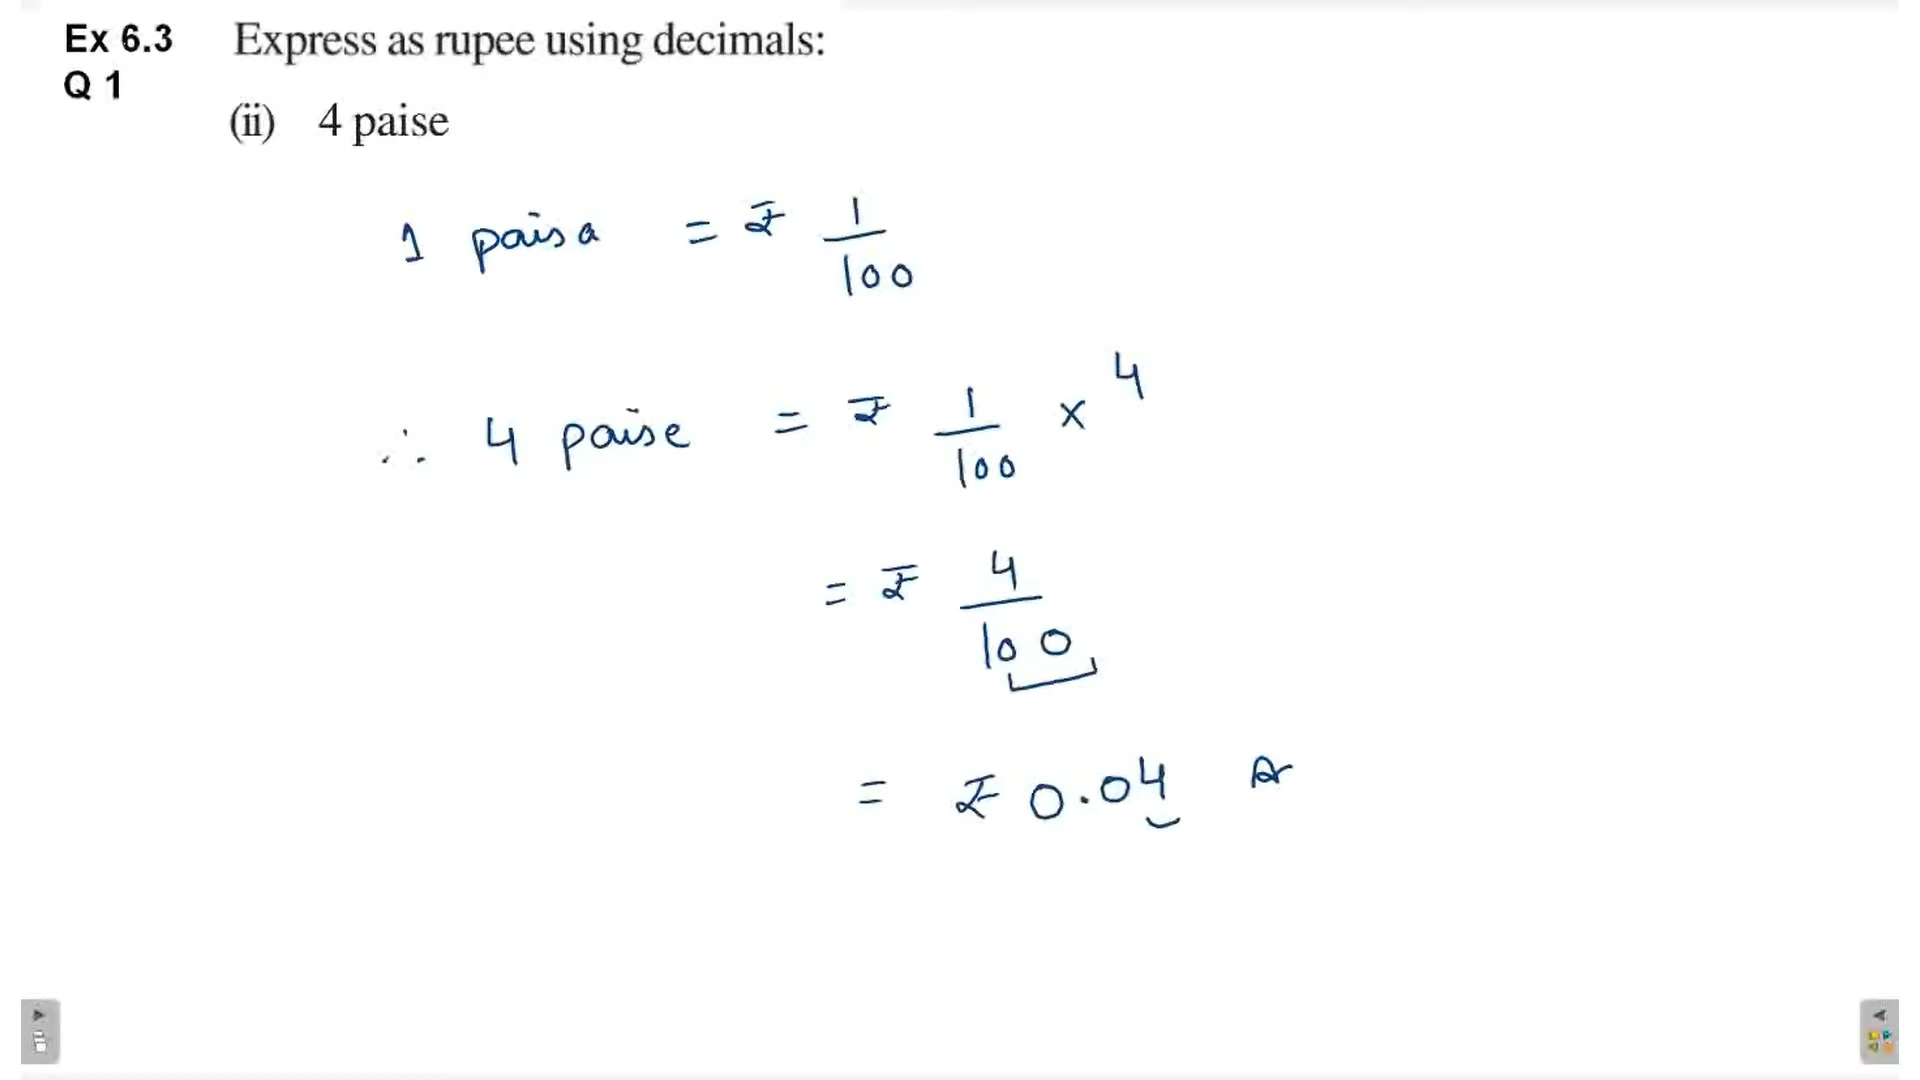 Ex 6.3 Express as rupee using decimals:
Q 1
(ii) 4 paise
1 paisa = ₹ 1/100
∴ 4 paise = ₹ 1/100 × 4
= ₹ 4/100
= ₹ 0.04